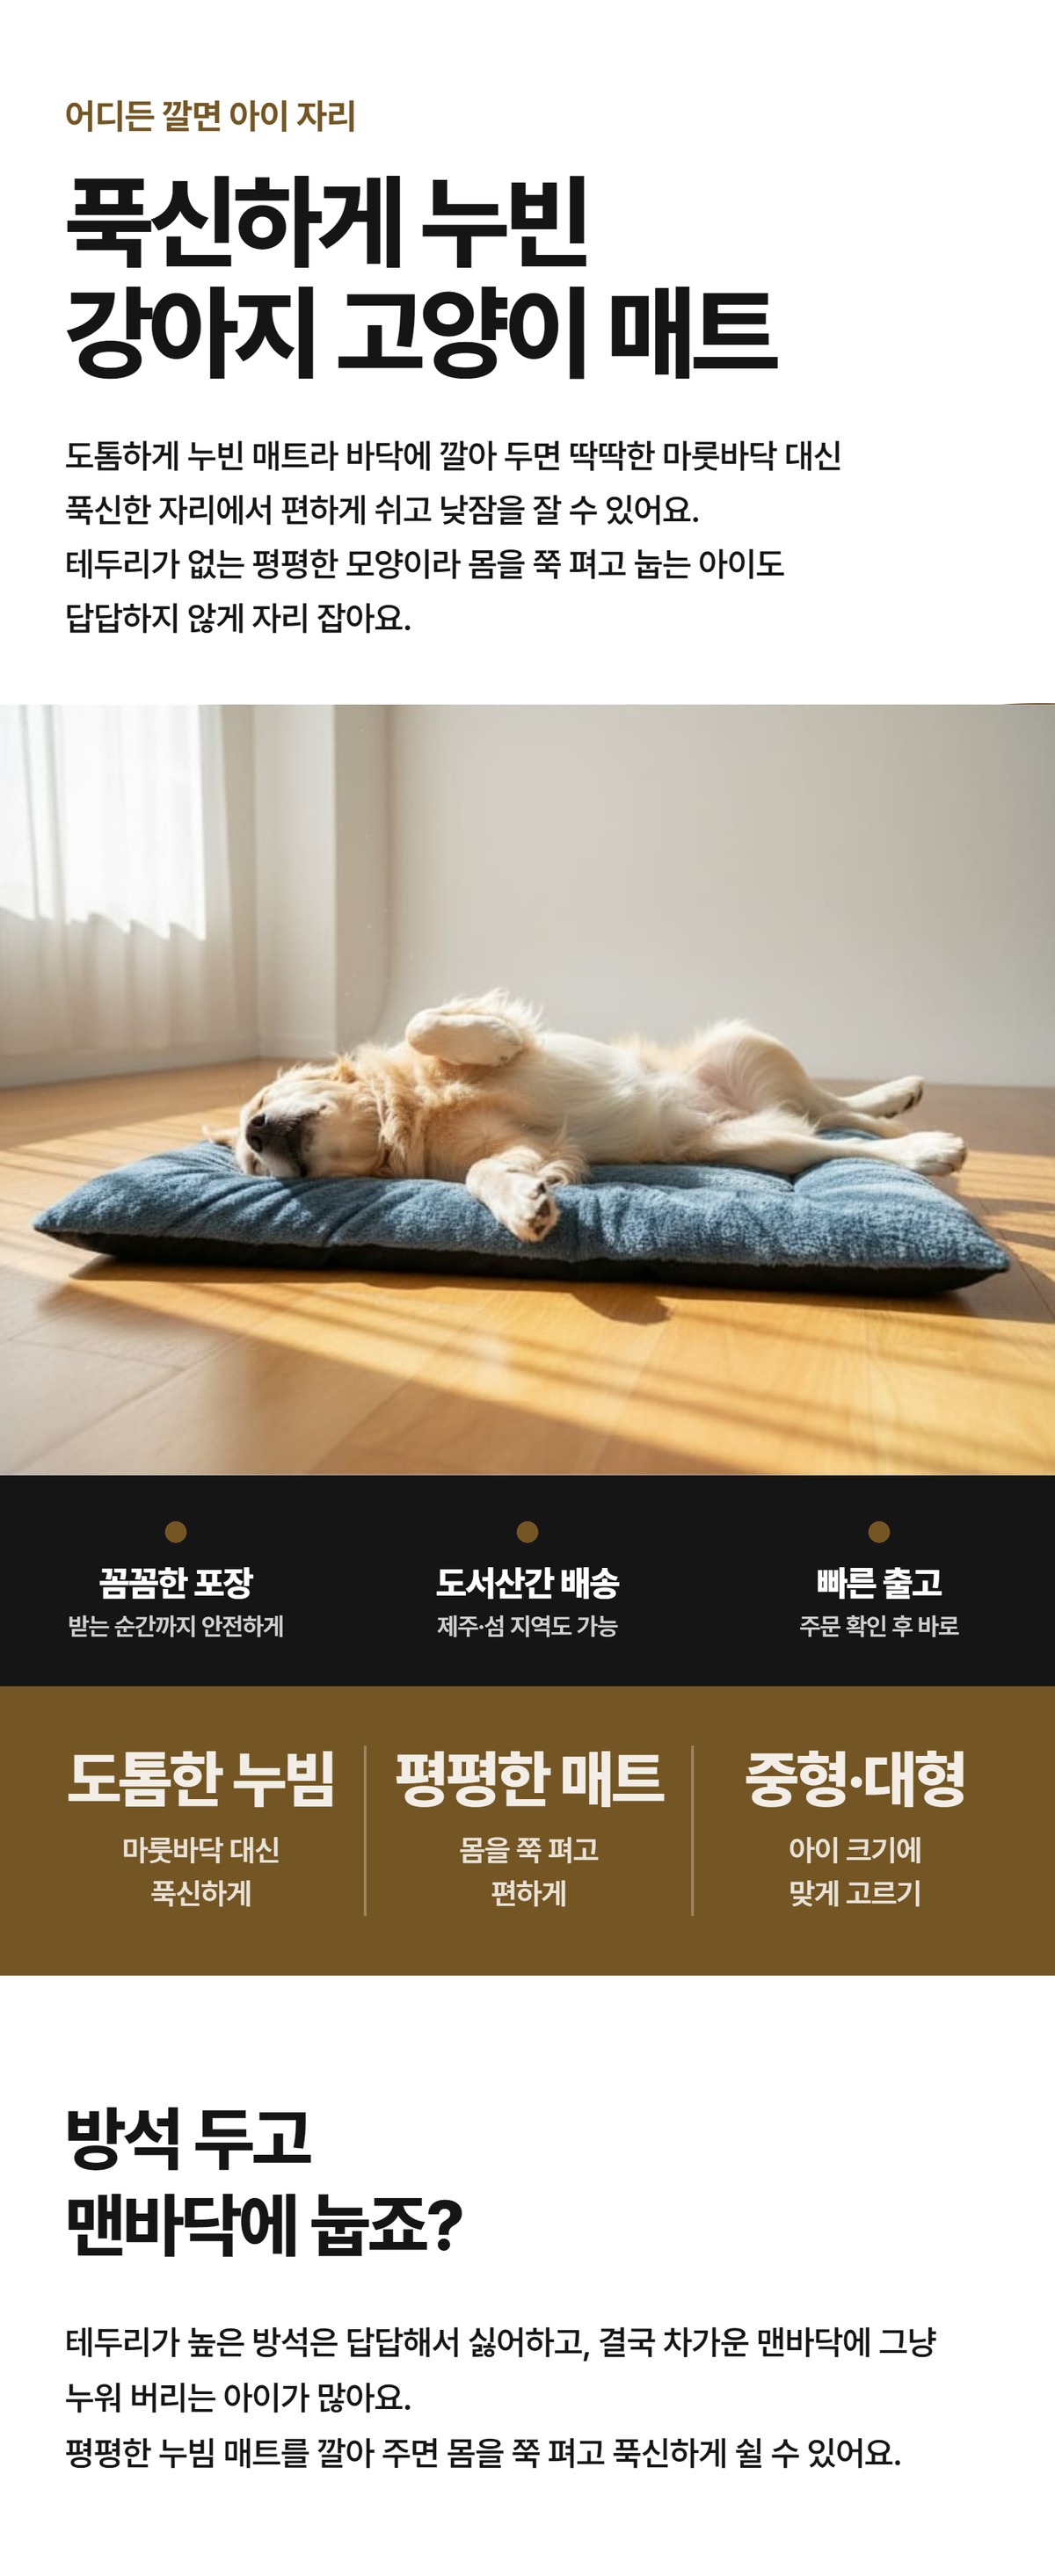 어디든 깔면 아이 자리
푹신하게 누빈
강아지 고양이 매트
도톰하게 누빈 매트라 바닥에 깔아 두면 딱딱한 마룻바닥 대신
푹신한 자리에서 편하게 쉬고 낮잠을 잘 수 있어요.
테두리가 없는 평평한 모양이라 몸을 쭉 펴고 눕는 아이도
답답하지 않게 자리 잡아요.
꼼꼼한 포장
받는 순간까지 안전하게
도서산간 배송
제주·섬 지역도 가능
빠른 출고
주문 확인 후 바로
도톰한 누빔
마룻바닥 대신
푹신하게
평평한 매트
몸을 쭉 펴고
편하게
중형·대형
아이 크기에
맞게 고르기
방석 두고
맨바닥에 눕죠?
테두리가 높은 방석은 답답해서 싫어하고, 결국 차가운 맨바닥에 그냥
누워 버리는 아이가 많아요.
평평한 누빔 매트를 깔아 주면 몸을 쭉 펴고 푹신하게 쉴 수 있어요.